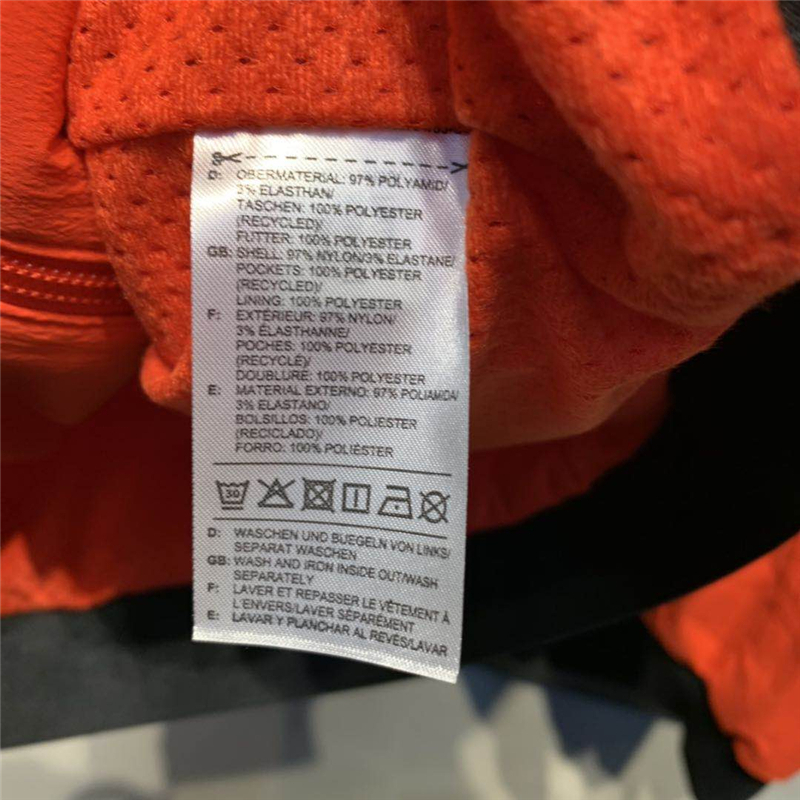 D: OBERMATERIAL: 97% POLYAMID/
3% ELASTHAN/
TASCHEN: 100% POLYESTER
(RECYCLED)/
FUTTER: 100% POLYESTER
GB: SHELL: 97% NYLON/3% ELASTANE/
POCKETS: 100% POLYESTER
(RECYCLED)/
LINING: 100% POLYESTER
F: EXTÉRIEUR: 97% NYLON/
3% ÉLASTHANNE/
POCHES: 100% POLYESTER
(RECYCLÉ)/
DOUBLURE: 100% POLYESTER
E: MATERIAL EXTERNO: 97% POLIAMIDA/
3% ELASTANO/
BOLSILLOS: 100% POLIÉSTER
(RECICLADO)/
FORRO: 100% POLIÉSTER
30
D: WASCHEN UND BUEGELN VON LINKS/
SEPARAT WASCHEN
GB: WASH AND IRON INSIDE OUT/WASH
SEPARATELY
F: LAVER ET REPASSER LE VÊTEMENT À
L'ENVERS/LAVER SÉPARÉMENT
E: LAVAR Y PLANCHAR AL REVÉS/LAVAR